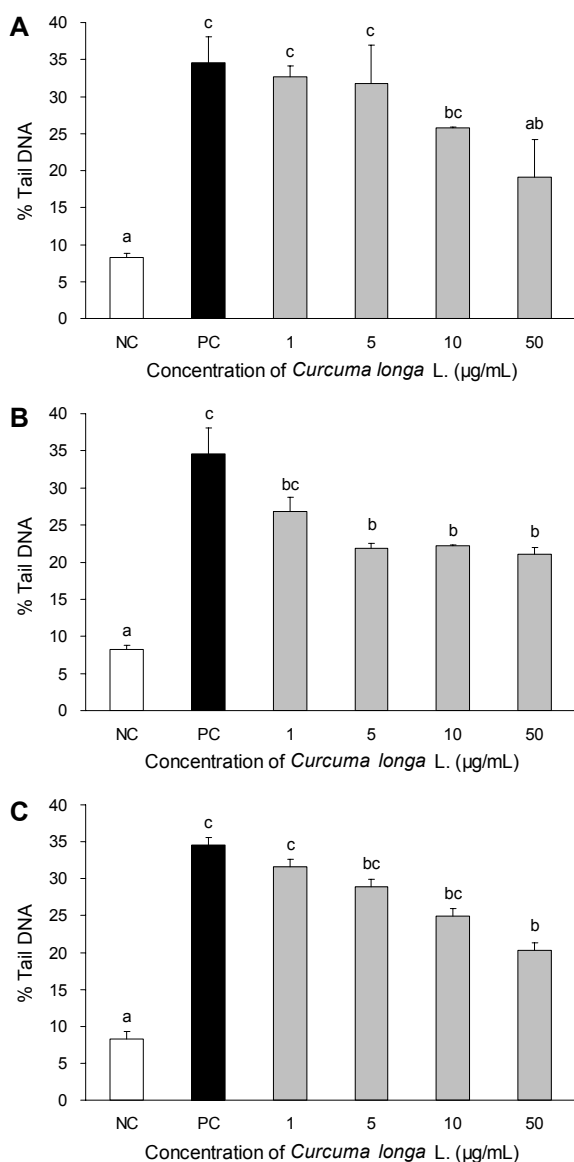 A
% Tail DNA
40
35
30
25
20
15
10
5
0
a
c
c
c
bc
ab
NC PC 1 5 10 50
Concentration of Curcuma longa L. (µg/mL)
B
% Tail DNA
40
35
30
25
20
15
10
5
0
a
c
bc
b
b
b
NC PC 1 5 10 50
Concentration of Curcuma longa L. (µg/mL)
C
% Tail DNA
40
35
30
25
20
15
10
5
0
a
c
c
bc
bc
b
NC PC 1 5 10 50
Concentration of Curcuma longa L. (µg/mL)